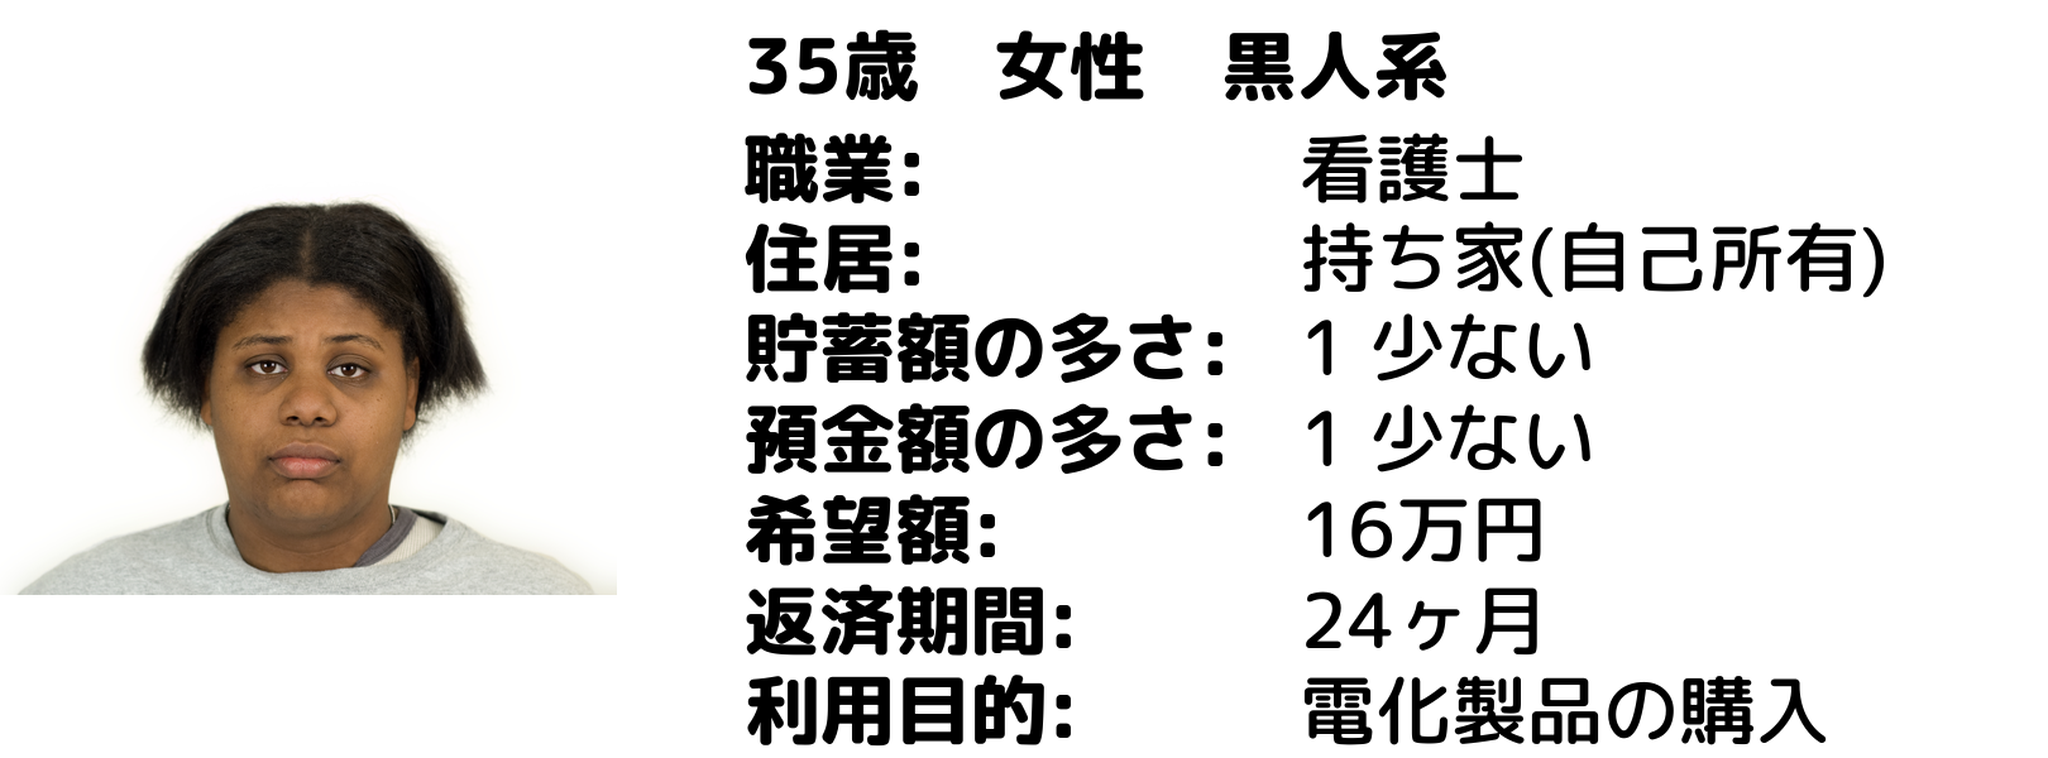 35歳　女性　黒人系
職業: 看護士
住居: 持ち家(自己所有)
貯蓄額の多さ: 1 少ない
預金額の多さ: 1 少ない
希望額: 16万円
返済期間: 24ヶ月
利用目的: 電化製品の購入